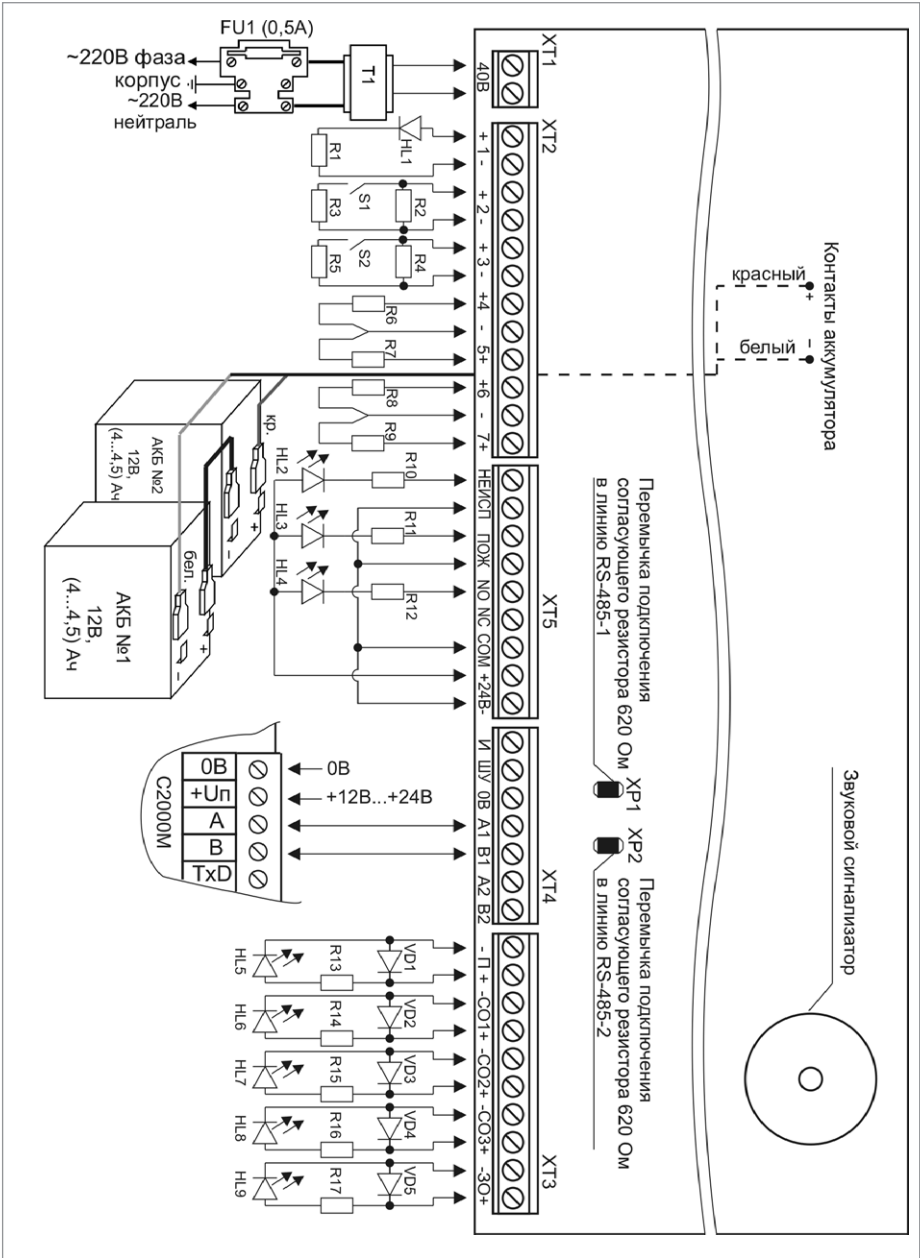 FU1 (0,5A)
~220В фаза
корпус
~220В
нейтраль
T1
XT1
40В
XT2
+ 1 -
HL1
R1
+ 2 -
R2
S1
R3
+ 3 -
R4
S2
R5
+4
-
5+
R6
R7
+6
-
7+
R8
R9
Контакты аккумулятора
красный
+
белый
-
кр.
АКБ №2
12В,
(4...4,5) Ач
-
+
бел.
АКБ №1
12В,
(4...4,5) Ач
-
+
XT5
НЕИСП
ПОЖ
NO
NC
COM
+24В-
HL2
R10
HL3
R11
HL4
R12
Перемычка подключения
согласующего резистора 620 Ом
в линию RS-485-1
XP1
XP2
Перемычка подключения
согласующего резистора 620 Ом
в линию RS-485-2
Звуковой сигнализатор
XT4
И
ШУ
0В
A1
B1
A2
B2
С2000М
0В
+Uп
A
B
TxD
0В
+12В...+24В
XT3
- П +
-СО1+
-СО2+
-СО3+
-ЗО+
VD1
R13
HL5
VD2
R14
HL6
VD3
R15
HL7
VD4
R16
HL8
VD5
R17
HL9